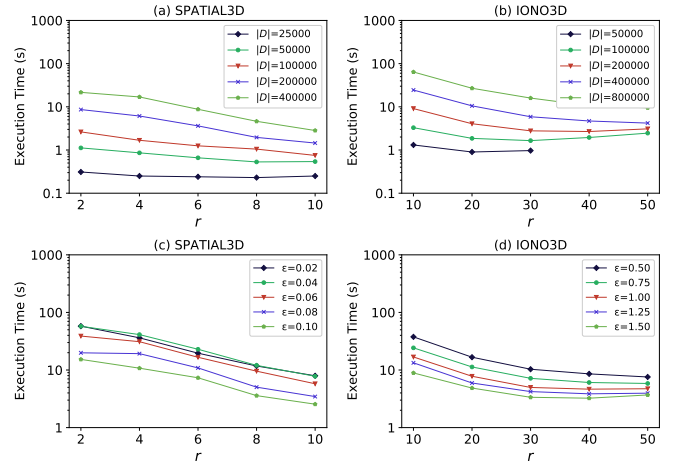 (a) SPATIAL3D
Execution Time (s)
1000
100
10
1
0.1
2
4
6
8
10
r
|D|=25000
|D|=50000
|D|=100000
|D|=200000
|D|=400000
(b) IONO3D
Execution Time (s)
1000
100
10
1
0.1
10
20
30
40
50
r
|D|=50000
|D|=100000
|D|=200000
|D|=400000
|D|=800000
(c) SPATIAL3D
Execution Time (s)
1000
100
10
1
2
4
6
8
10
r
ε=0.02
ε=0.04
ε=0.06
ε=0.08
ε=0.10
(d) IONO3D
Execution Time (s)
1000
100
10
1
10
20
30
40
50
r
ε=0.50
ε=0.75
ε=1.00
ε=1.25
ε=1.50